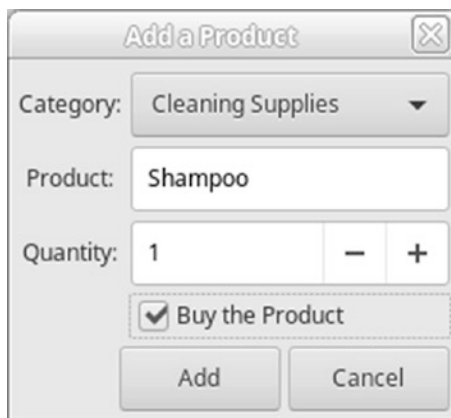 Add a Product
Category: Cleaning Supplies
Product: Shampoo
Quantity: 1 − +
Buy the Product
Add Cancel